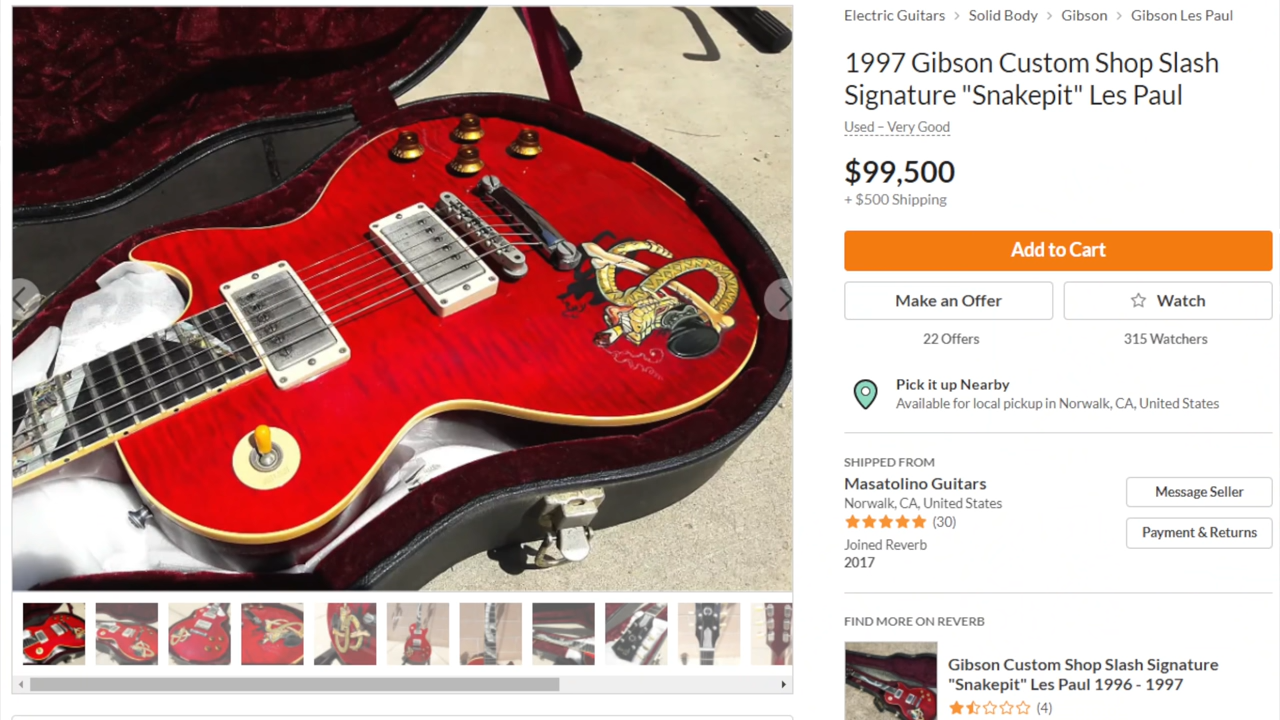 Electric Guitars > Solid Body > Gibson > Gibson Les Paul
1997 Gibson Custom Shop Slash
Signature "Snakepit" Les Paul
Used – Very Good
$99,500
+ $500 Shipping
Add to Cart
Make an Offer
Watch
22 Offers
315 Watchers
Pick it up Nearby
Available for local pickup in Norwalk, CA, United States
SHIPPED FROM
Masatolino Guitars
Norwalk, CA, United States
(30)
Joined Reverb
2017
Message Seller
Payment & Returns
FIND MORE ON REVERB
Gibson Custom Shop Slash Signature
"Snakepit" Les Paul 1996 - 1997
(4)